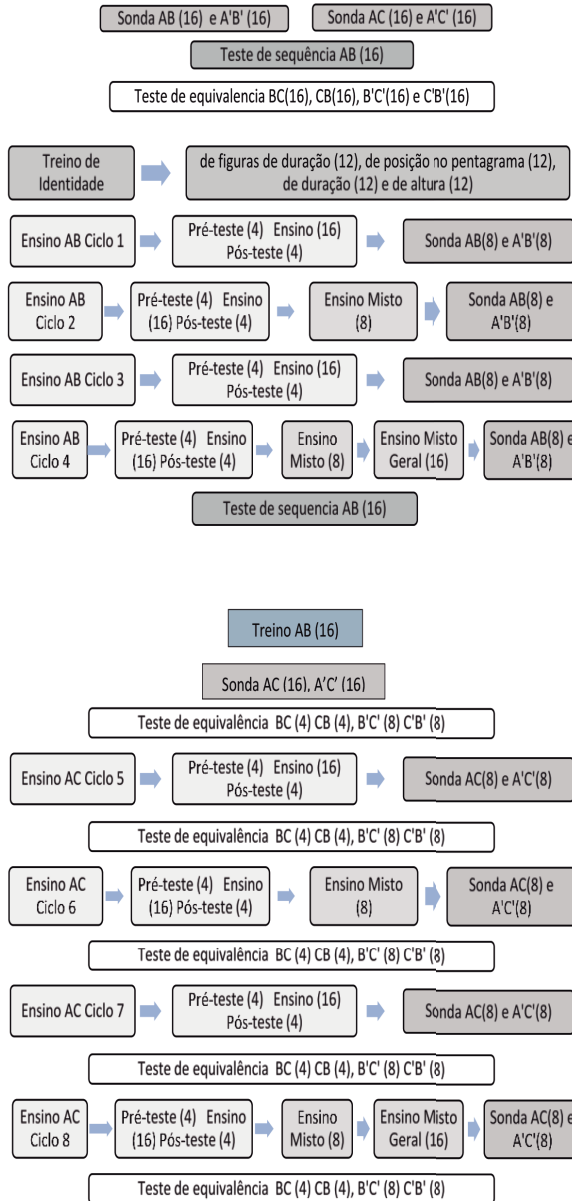 Sonda AB (16) e A'B' (16)
Sonda AC (16) e A'C' (16)
Teste de sequência AB (16)
Teste de equivalencia BC(16), CB(16), B'C'(16) e C'B'(16)
Treino de
Identidade
de figuras de duração (12), de posição no pentagrama (12),
de duração (12) e de altura (12)
Ensino AB Ciclo 1
Pré-teste (4) Ensino (16)
Pós-teste (4)
Sonda AB(8) e A'B'(8)
Ensino AB
Ciclo 2
Pré-teste (4) Ensino
(16) Pós-teste (4)
Ensino Misto
(8)
Sonda AB(8) e
A'B'(8)
Ensino AB Ciclo 3
Pré-teste (4) Ensino (16)
Pós-teste (4)
Sonda AB(8) e A'B'(8)
Ensino AB
Ciclo 4
Pré-teste (4) Ensino
(16) Pós-teste (4)
Ensino
Misto (8)
Ensino Misto
Geral (16)
Sonda AB(8) e
A'B'(8)
Teste de sequencia AB (16)
Treino AB (16)
Sonda AC (16), A'C' (16)
Teste de equivalência BC (4) CB (4), B'C' (8) C'B' (8)
Ensino AC Ciclo 5
Pré-teste (4) Ensino (16)
Pós-teste (4)
Sonda AC(8) e A'C'(8)
Teste de equivalência BC (4) CB (4), B'C' (8) C'B' (8)
Ensino AC
Ciclo 6
Pré-teste (4) Ensino
(16) Pós-teste (4)
Ensino Misto
(8)
Sonda AC(8) e
A'C'(8)
Teste de equivalência BC (4) CB (4), B'C' (8) C'B' (8)
Ensino AC Ciclo 7
Pré-teste (4) Ensino (16)
Pós-teste (4)
Sonda AC(8) e A'C'(8)
Teste de equivalência BC (4) CB (4), B'C' (8) C'B' (8)
Ensino AC
Ciclo 8
Pré-teste (4) Ensino
(16) Pós-teste (4)
Ensino
Misto (8)
Ensino Misto
Geral (16)
Sonda AC(8) e
A'C'(8)
Teste de equivalência BC (4) CB (4), B'C' (8) C'B' (8)